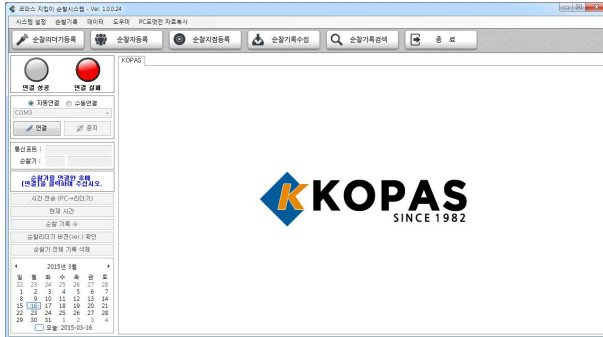 코파스 지킴이 순찰시스템 - Ver. 1.0.0.24
시스템 설정 순찰기록 데이터 도우미 PC포맷전 자료복사
순찰리더기등록 순찰자등록 순찰지점등록 순찰기록수집 순찰기록검색 종 료
KOPAS
연결 성공 연결 실패
자동연결 수동연결
COM3
연결 중지
통신포트 :
순찰기 :
순찰기를 연결한 후에
[연결]을 클릭하여 주십시오.
시간 전송 (PC→리더기)
현재 시간
순찰 기록 수
순찰리더기 버전(ver.) 확인
순찰기 전체 기록 삭제
2015년 3월
일 월 화 수 목 금 토
22 23 24 25 26 27 28
1 2 3 4 5 6 7
8 9 10 11 12 13 14
15 16 17 18 19 20 21
22 23 24 25 26 27 28
29 30 31 1 2 3 4
오늘: 2015-03-16
K KOPAS
SINCE 1982